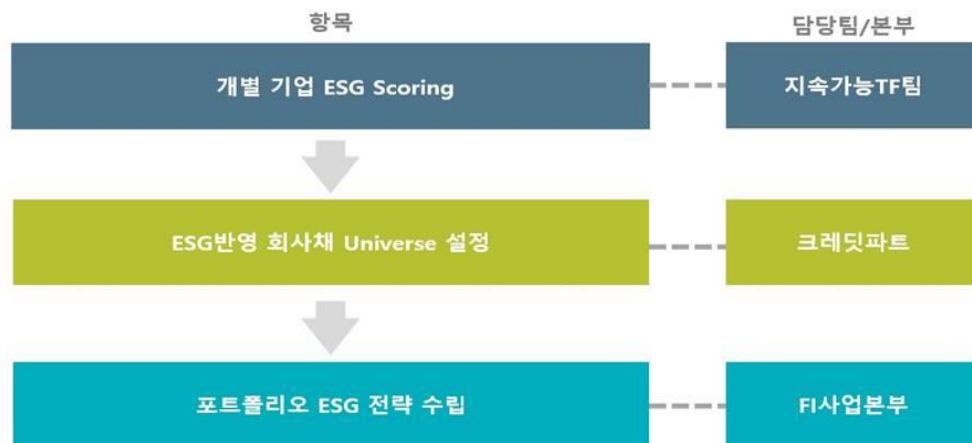 항목
담당팀/본부
개별 기업 ESG Scoring
지속가능TF팀
ESG반영 회사채 Universe 설정
크레딧파트
포트폴리오 ESG 전략 수립
FI사업본부